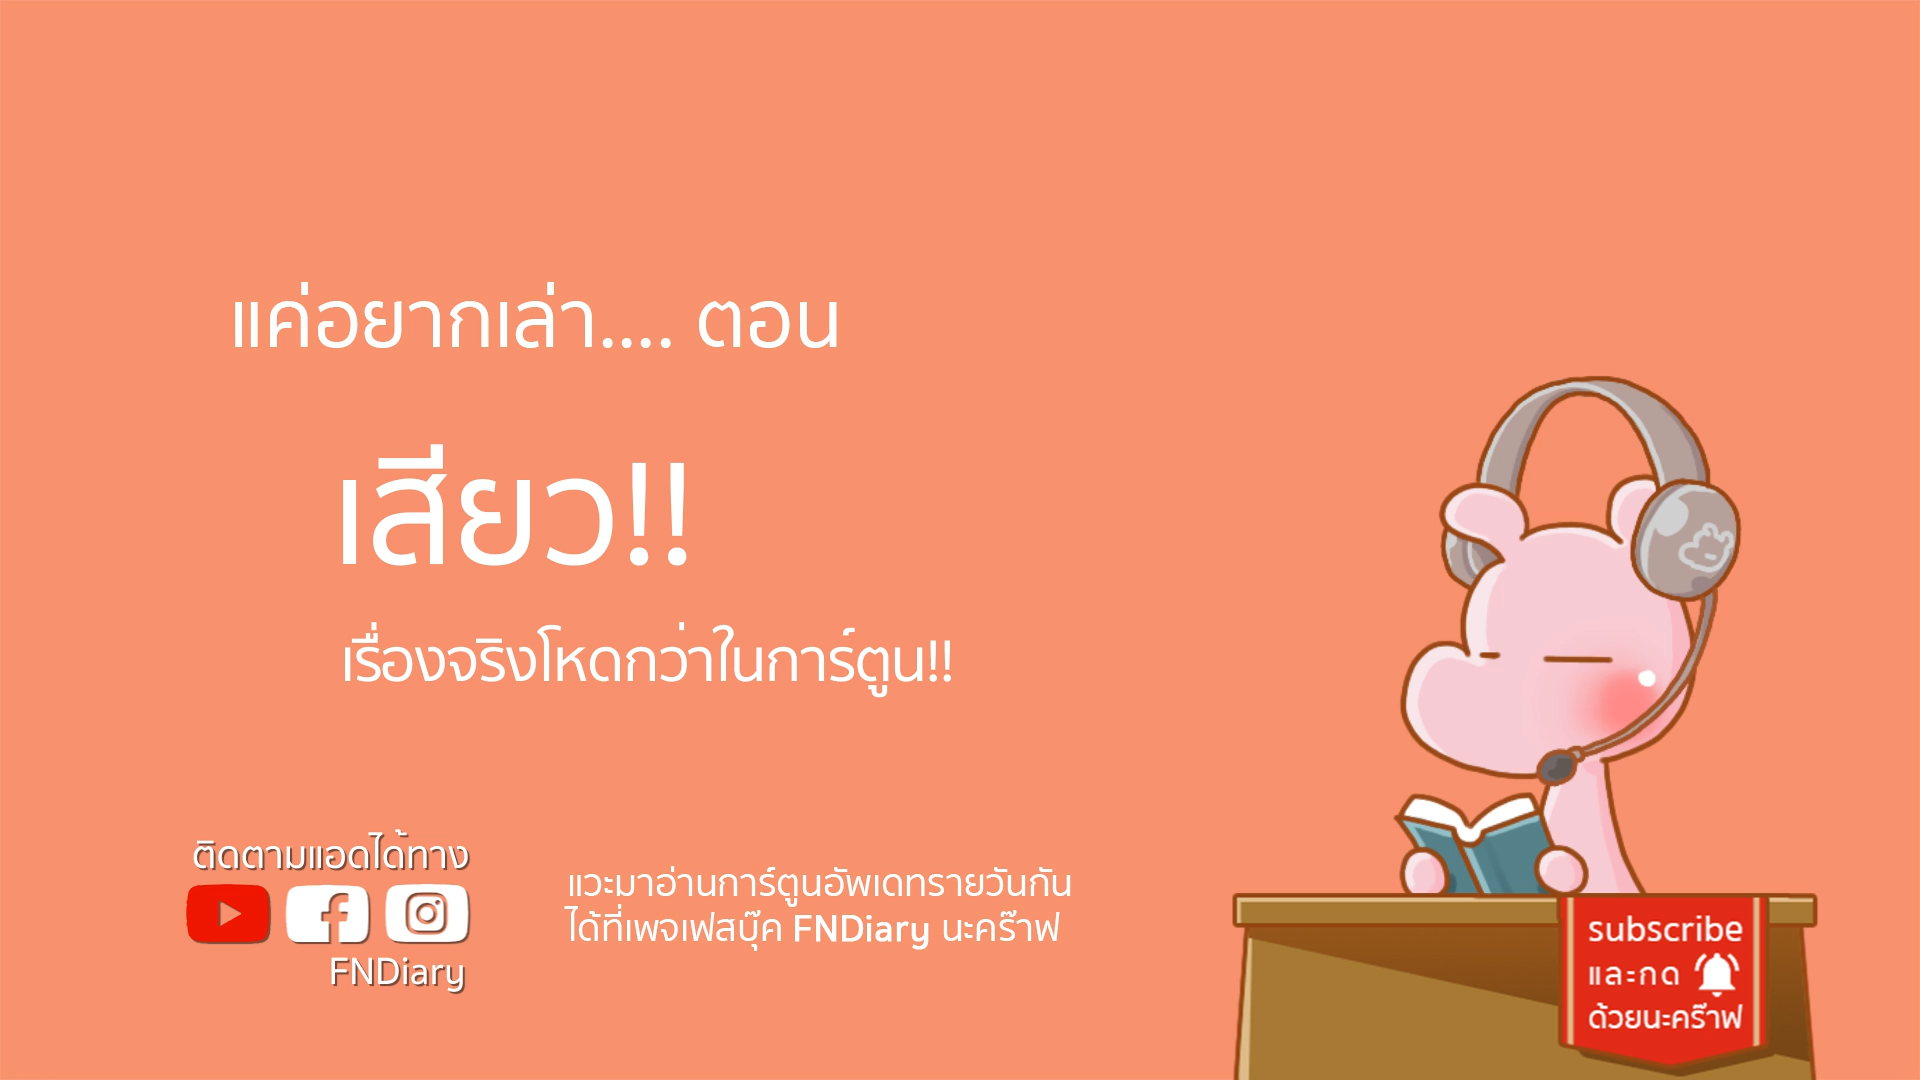 แค่อยากเล่า.... ตอน
เสียว!!
เรื่องจริงโหดกว่าในการ์ตูน!!
ติดตามแอดได้ทาง
FNDiary
แวะมาอ่านการ์ตูนอัพเดทรายวันกัน
ได้ที่เพจเฟสบุ๊ค FNDiary นะคร๊าฟ
subscribe
และกด
ด้วยนะคร๊าฟ